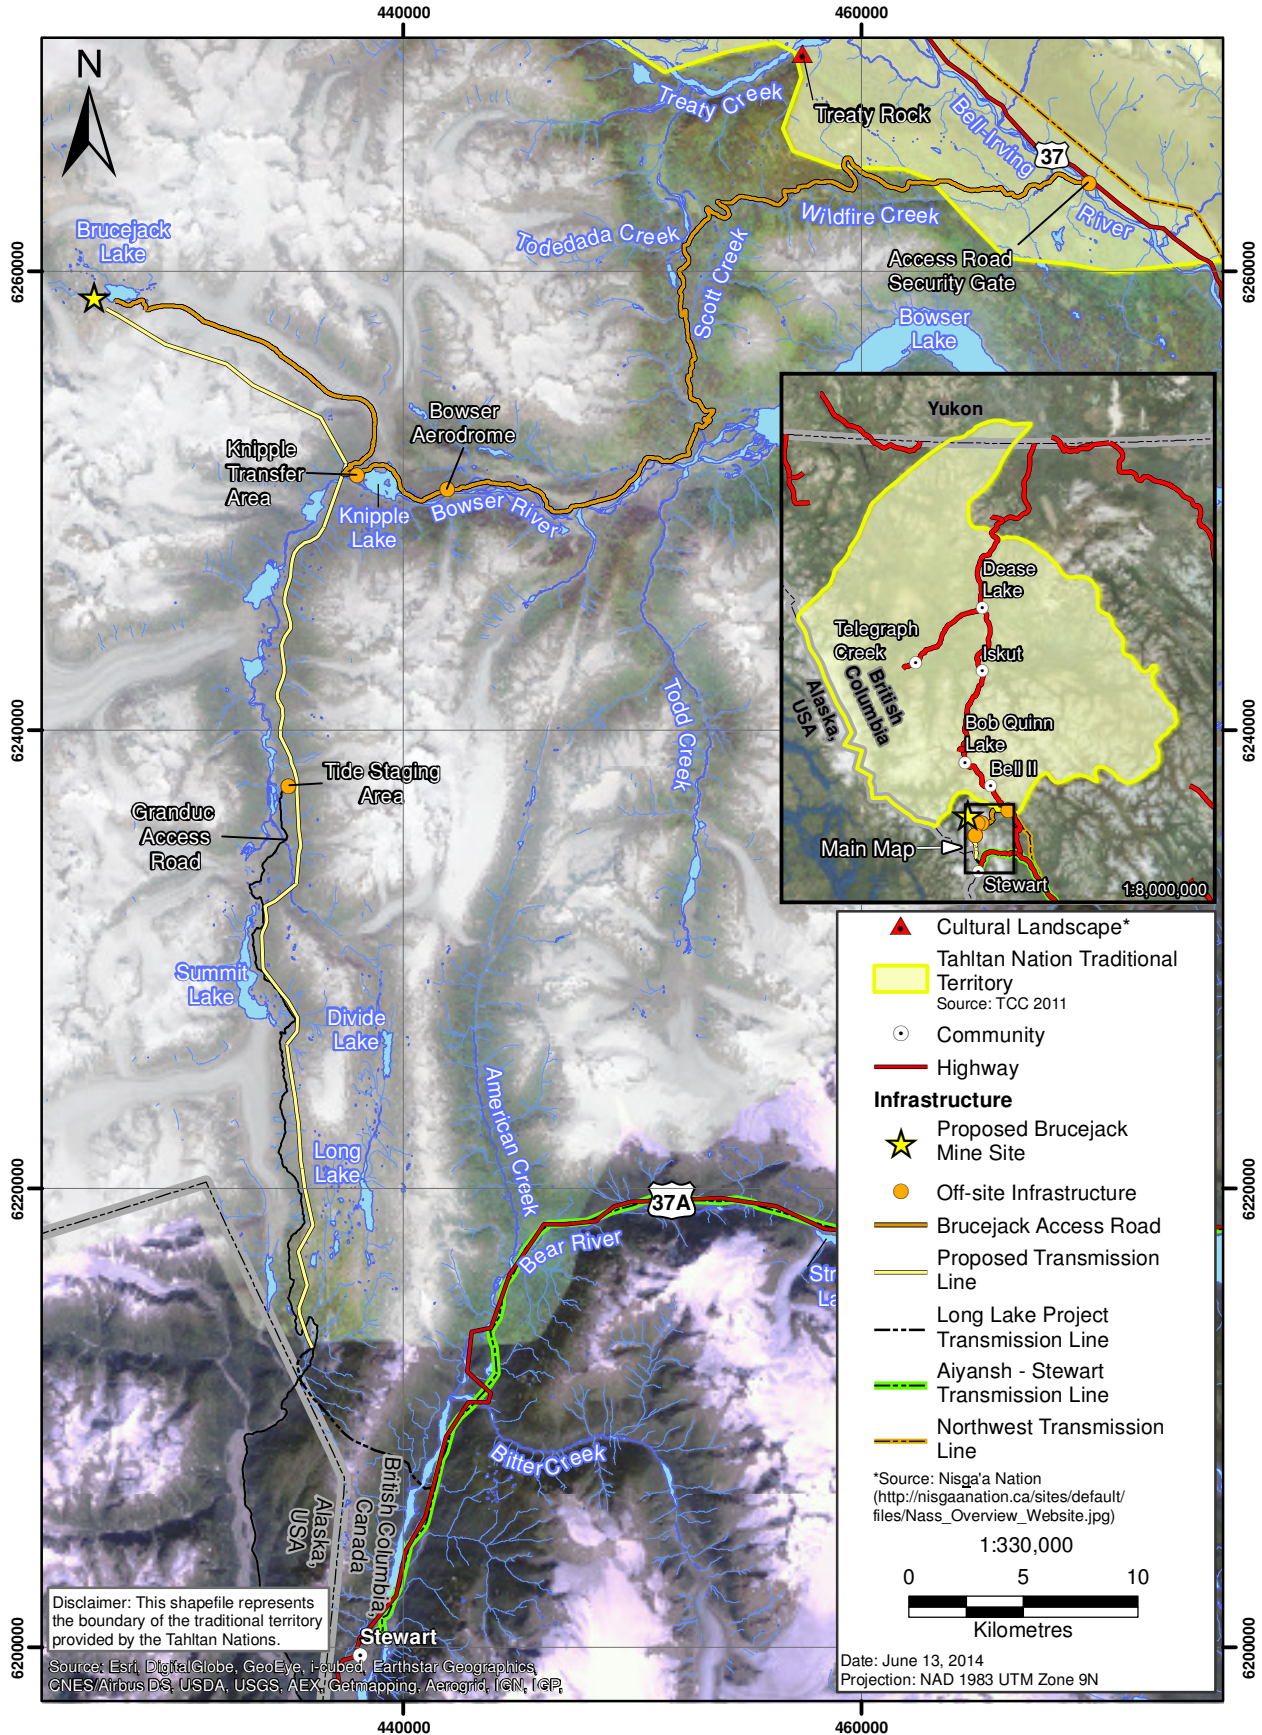 440000
460000
N
Treaty Creek
Treaty Rock
Bell-Irving
River
37
Brucejack
Lake
Todedada Creek
Scott Creek
Wildfire Creek
Access Road
Security Gate
Bowser
Lake
6260000
6260000
Bowser
Aerodrome
Knipple
Transfer
Area
Knipple
Lake
Bowser River
Yukon
Dease
Lake
Telegraph
Creek
Iskut
British
Columbia
Alaska,
USA
Bob Quinn
Lake
Bell II
Main Map
Stewart
1:8,000,000
Todd Creek
6240000
6240000
Tide Staging
Area
Granduc
Access
Road
Summit
Lake
Divide
Lake
American Creek
Long
Lake
6220000
6220000
37A
Bear River
Str
La
Bitter Creek
British Columbia,
Canada
Alaska,
USA
Stewart
6200000
6200000
Cultural Landscape*
Tahltan Nation Traditional
Territory
Source: TCC 2011
Community
Highway
Infrastructure
Proposed Brucejack
Mine Site
Off-site Infrastructure
Brucejack Access Road
Proposed Transmission
Line
Long Lake Project
Transmission Line
Aiyansh - Stewart
Transmission Line
Northwest Transmission
Line
*Source: Nisga'a Nation
(http://nisgaanation.ca/sites/default/
files/Nass_Overview_Website.jpg)
1:330,000
0 5 10
Kilometres
Date: June 13, 2014
Projection: NAD 1983 UTM Zone 9N
Disclaimer: This shapefile represents
the boundary of the traditional territory
provided by the Tahltan Nations.
Source: Esri, DigitalGlobe, GeoEye, i-cubed, Earthstar Geographics,
CNES/Airbus DS, USDA, USGS, AEX, Getmapping, Aerogrid, IGN, IGP,
440000
460000